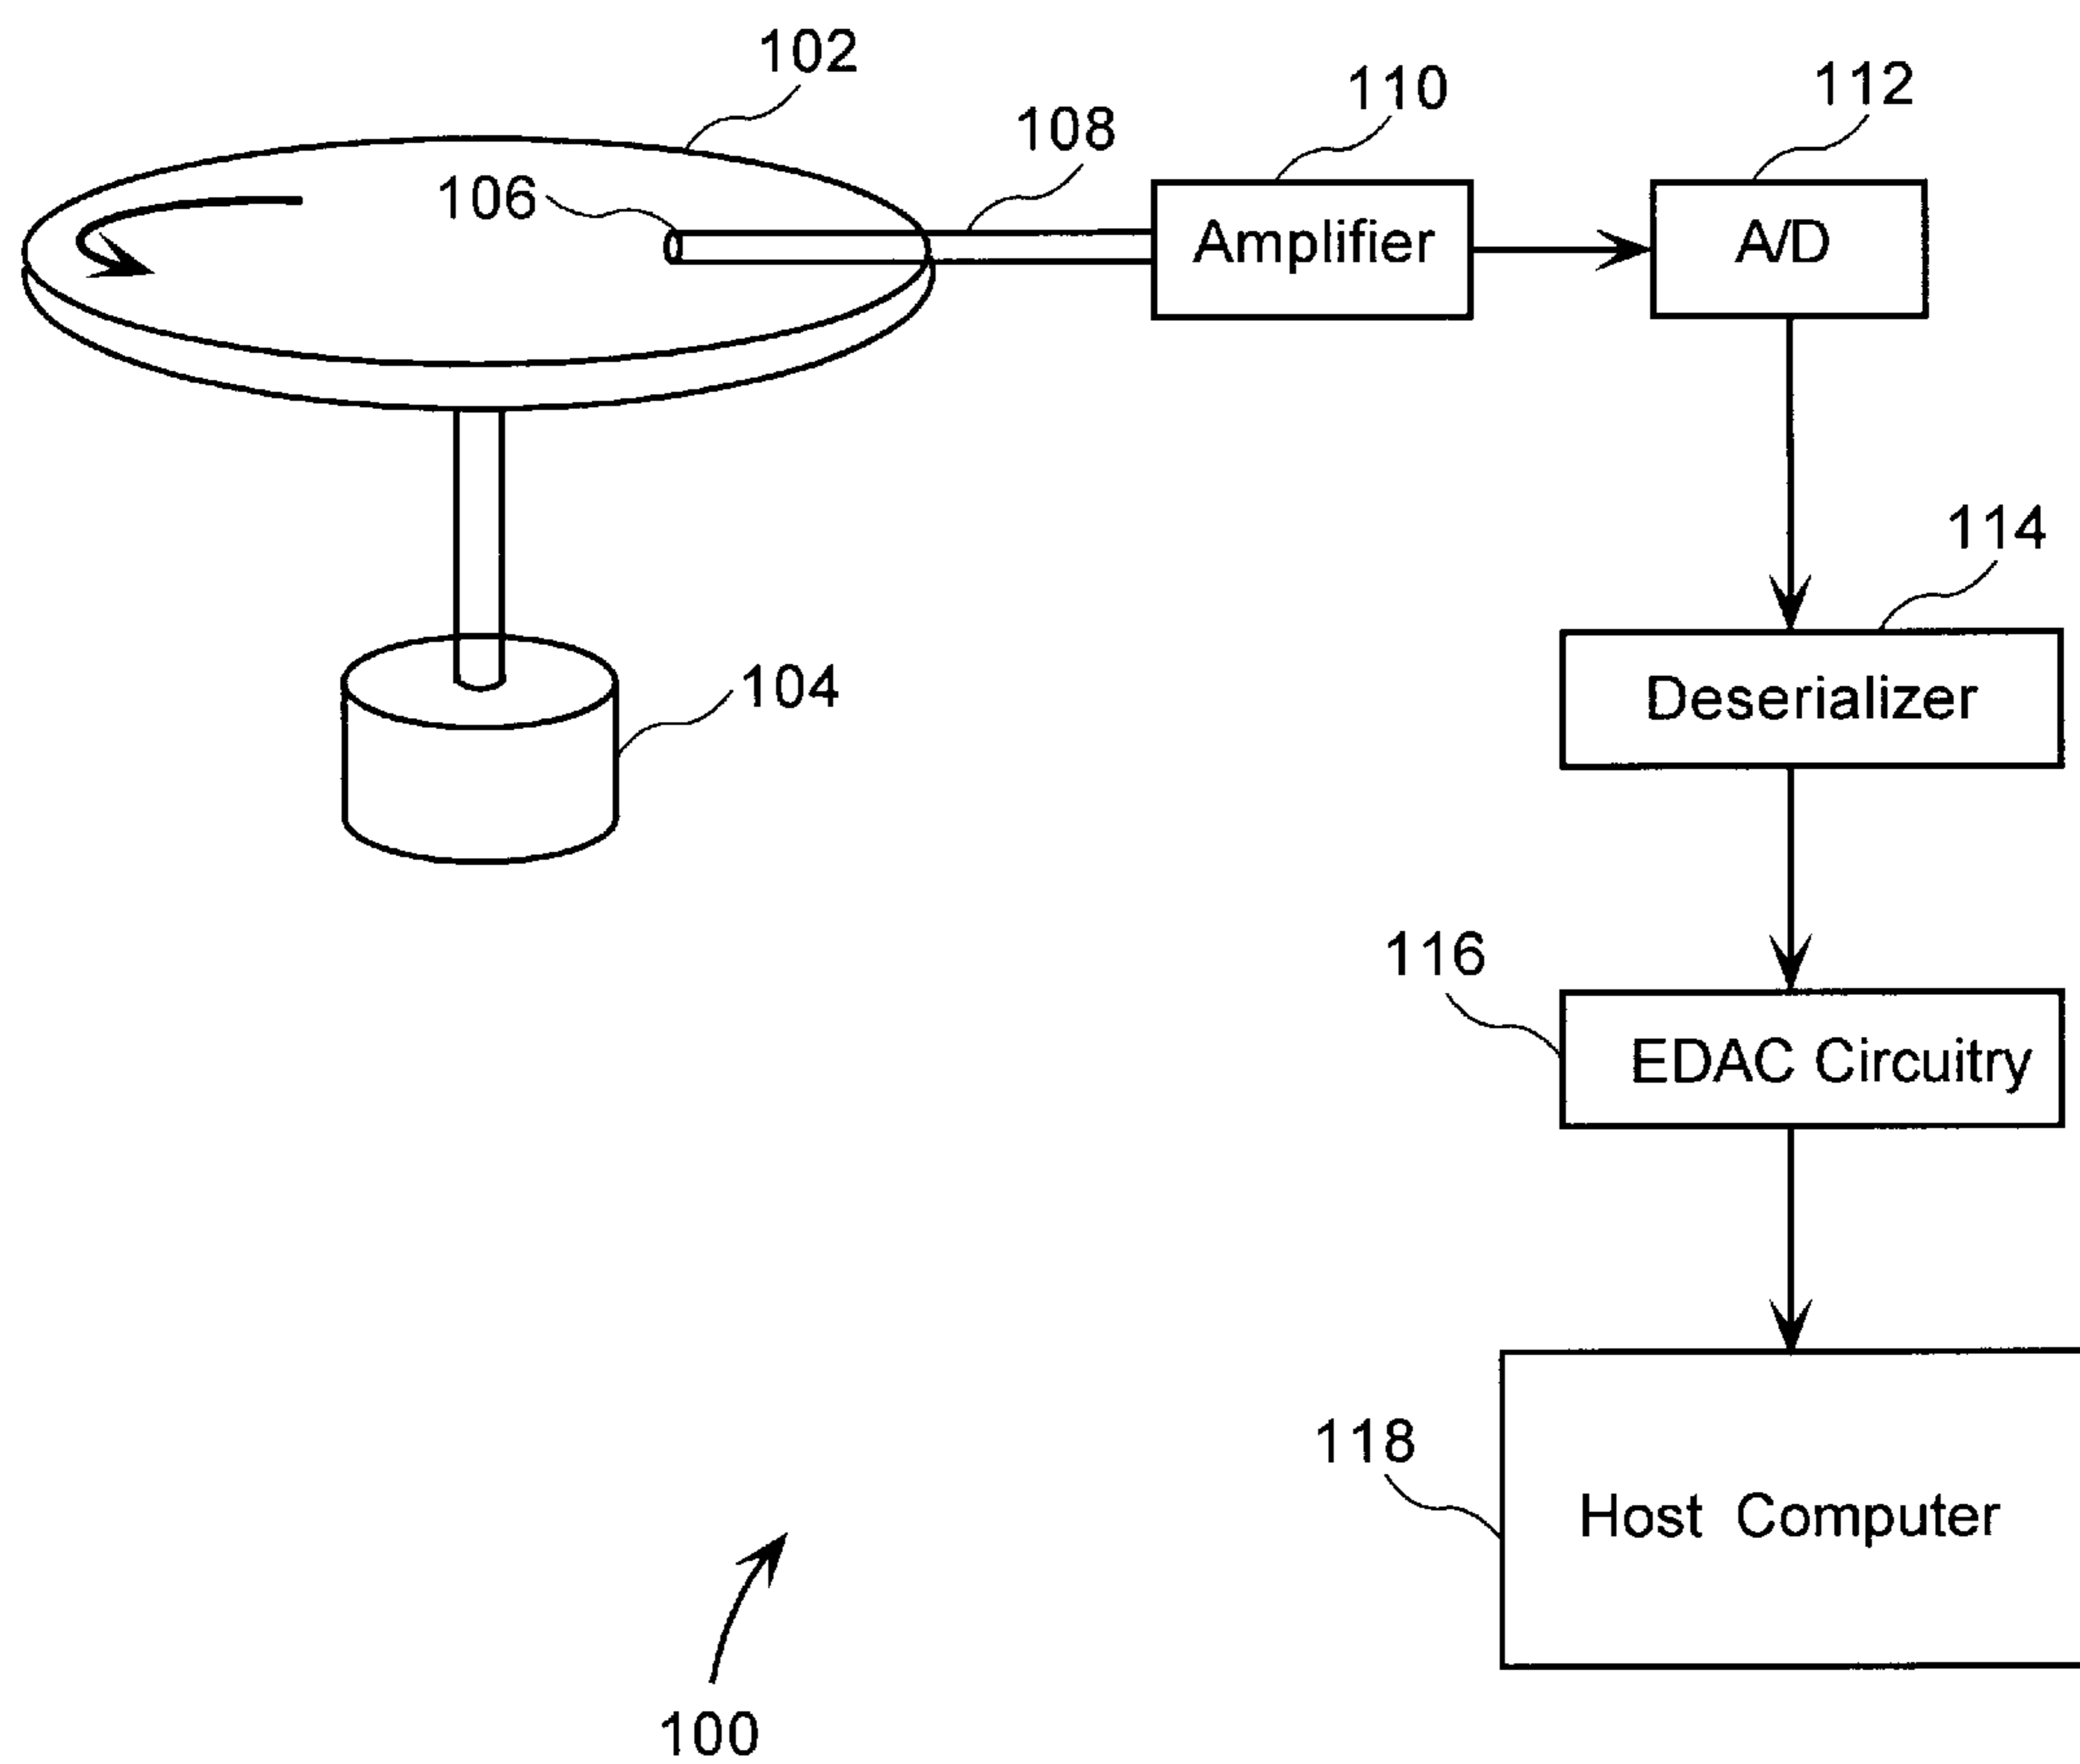 102
108
110
112
106
Amplifier
A/D
114
Deserializer
104
116
EDAC Circuitry
118
Host Computer
100